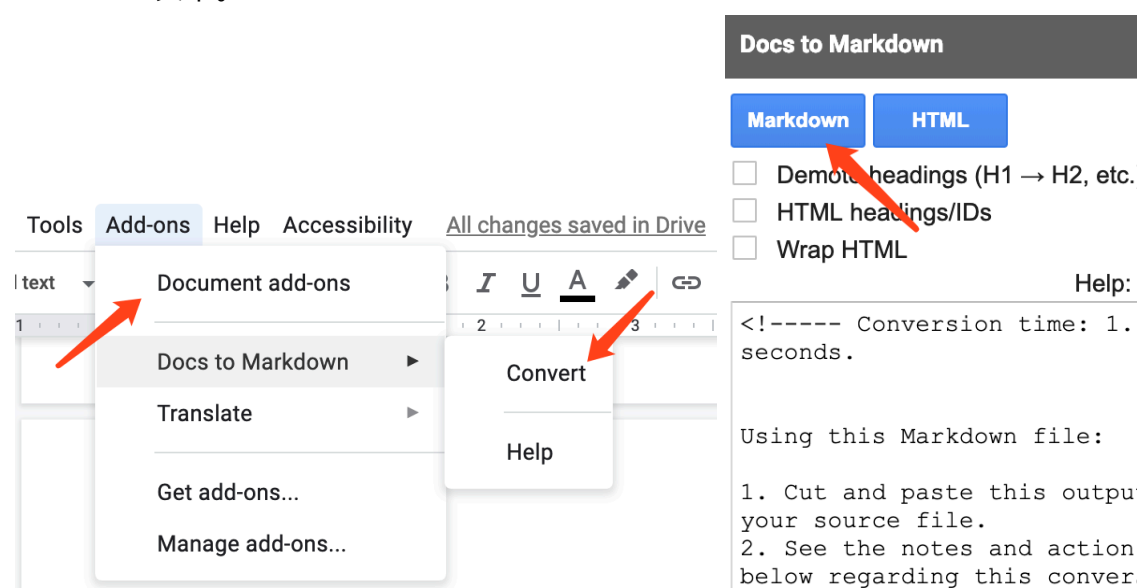 Tools Add-ons Help Accessibility All changes saved in Drive
text
Document add-ons
I U A
1 2 3
Docs to Markdown
Convert
Translate
Help
Get add-ons...
Manage add-ons...
Docs to Markdown
Markdown HTML
Demote headings (H1 → H2, etc.)
HTML headings/IDs
Wrap HTML
Help:
<!----- Conversion time: 1.
seconds.
Using this Markdown file:
1. Cut and paste this output
your source file.
2. See the notes and action
below regarding this convers